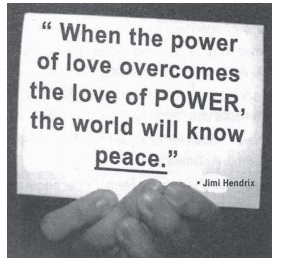 “ When the power
of love overcomes
the love of POWER,
the world will know
peace.”
• Jimi Hendrix